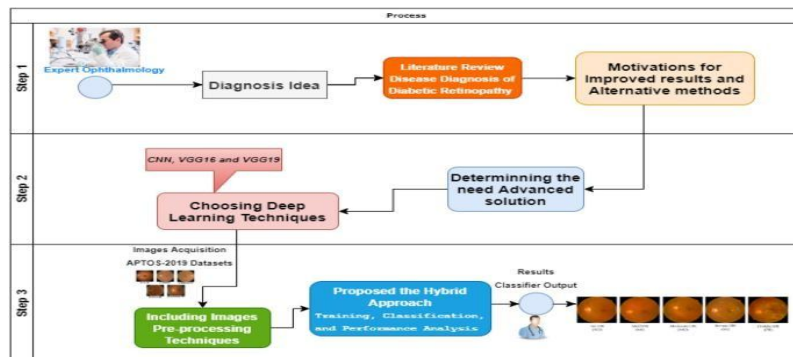 Process
Step 1
Expert Ophthalmology
Diagnosis Idea
Literature Review
Disease Diagnosis of
Diabetic Retinopathy
Motivations for
Improved results and
Alternative methods
Step 2
CNN, VGG16 and VGG19
Choosing Deep
Learning Techniques
Determinning the
need Advanced
solution
Step 3
Images Acquisition
APTOS-2019 Datasets
Including Images
Pre-processing
Techniques
Proposed the Hybrid
Approach
Training, Classification,
and Performance Analysis
Results
Classifier Output